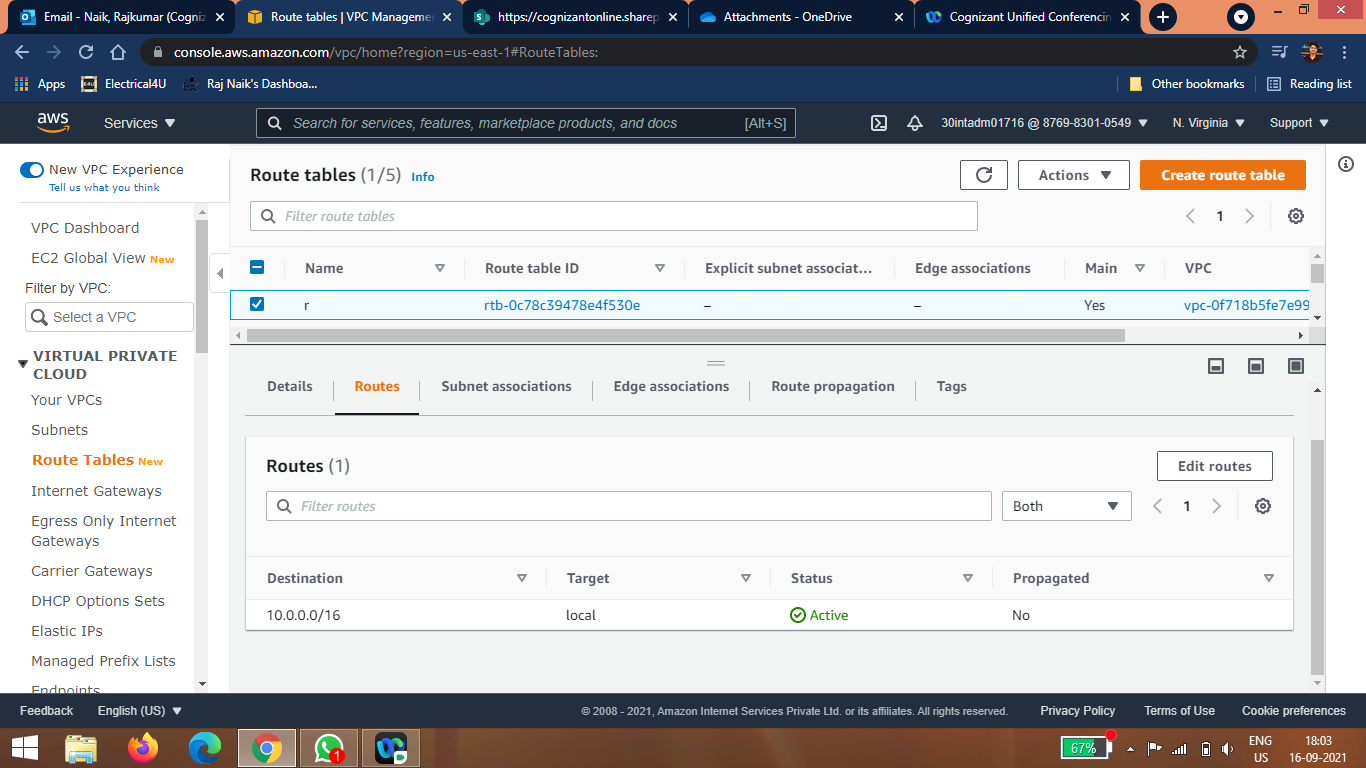 Email - Naik, Rajkumar (Cogniz
Route tables | VPC Managemen
https://cognizantonline.sharep
Attachments - OneDrive
Cognizant Unified Conferencin
console.aws.amazon.com/vpc/home?region=us-east-1#RouteTables:
Apps
Electrical4U
Raj Naik's Dashboa...
Other bookmarks
Reading list
aws
Services
Search for services, features, marketplace products, and docs
[Alt+S]
30intadm01716 @ 8769-8301-0549
N. Virginia
Support
New VPC Experience
Tell us what you think
VPC Dashboard
EC2 Global View New
Filter by VPC:
Select a VPC
VIRTUAL PRIVATE
CLOUD
Your VPCs
Subnets
Route Tables New
Internet Gateways
Egress Only Internet
Gateways
Carrier Gateways
DHCP Options Sets
Elastic IPs
Managed Prefix Lists
Endpoints
Route tables (1/5) Info
Actions
Create route table
Filter route tables
1
Name
Route table ID
Explicit subnet associat...
Edge associations
Main
VPC
r
rtb-0c78c39478e4f530e
–
–
Yes
vpc-0f718b5fe7e99
Details
Routes
Subnet associations
Edge associations
Route propagation
Tags
Routes (1)
Edit routes
Filter routes
Both
1
Destination
Target
Status
Propagated
10.0.0.0/16
local
Active
No
Feedback
English (US)
© 2008 - 2021, Amazon Internet Services Private Ltd. or its affiliates. All rights reserved.
Privacy Policy
Terms of Use
Cookie preferences
1
67%
ENG
US
18:03
16-09-2021